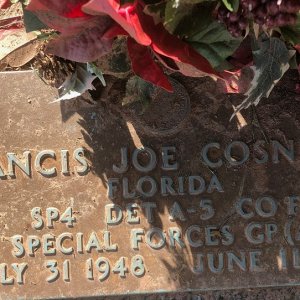 ANCIS JOE COSN
FLORIDA
SP4 DET A-5 CO F
SPECIAL FORCES GP (
LY 31 1948 JUNE 1